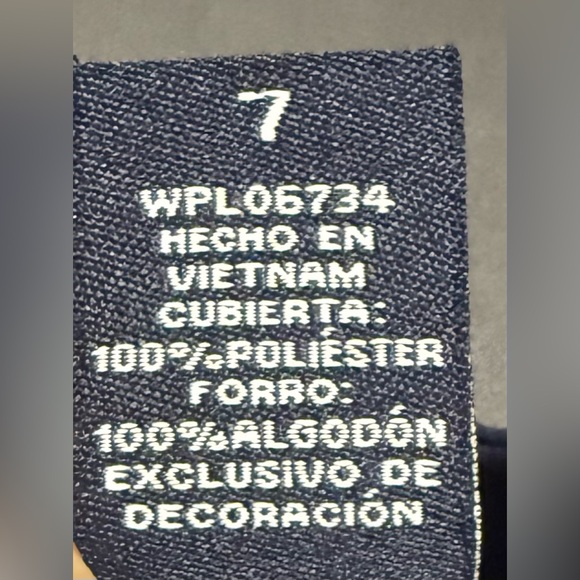 7
WPL06734
HECHO EN
VIETNAM
CUBIERTA:
100%POLIÉSTER
FORRO:
100%ALGODÓN
EXCLUSIVO DE
DECORACIÓN